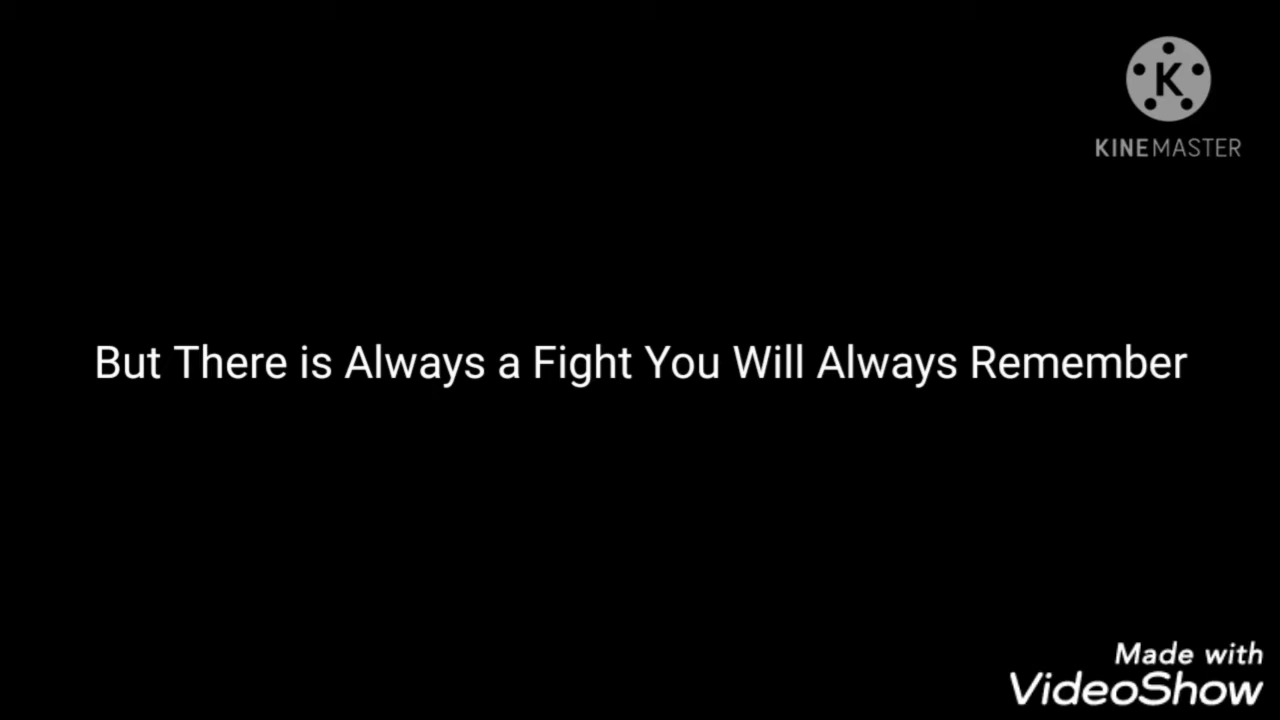 K
KINEMASTER
But There is Always a Fight You Will Always Remember
Made with
VideoShow